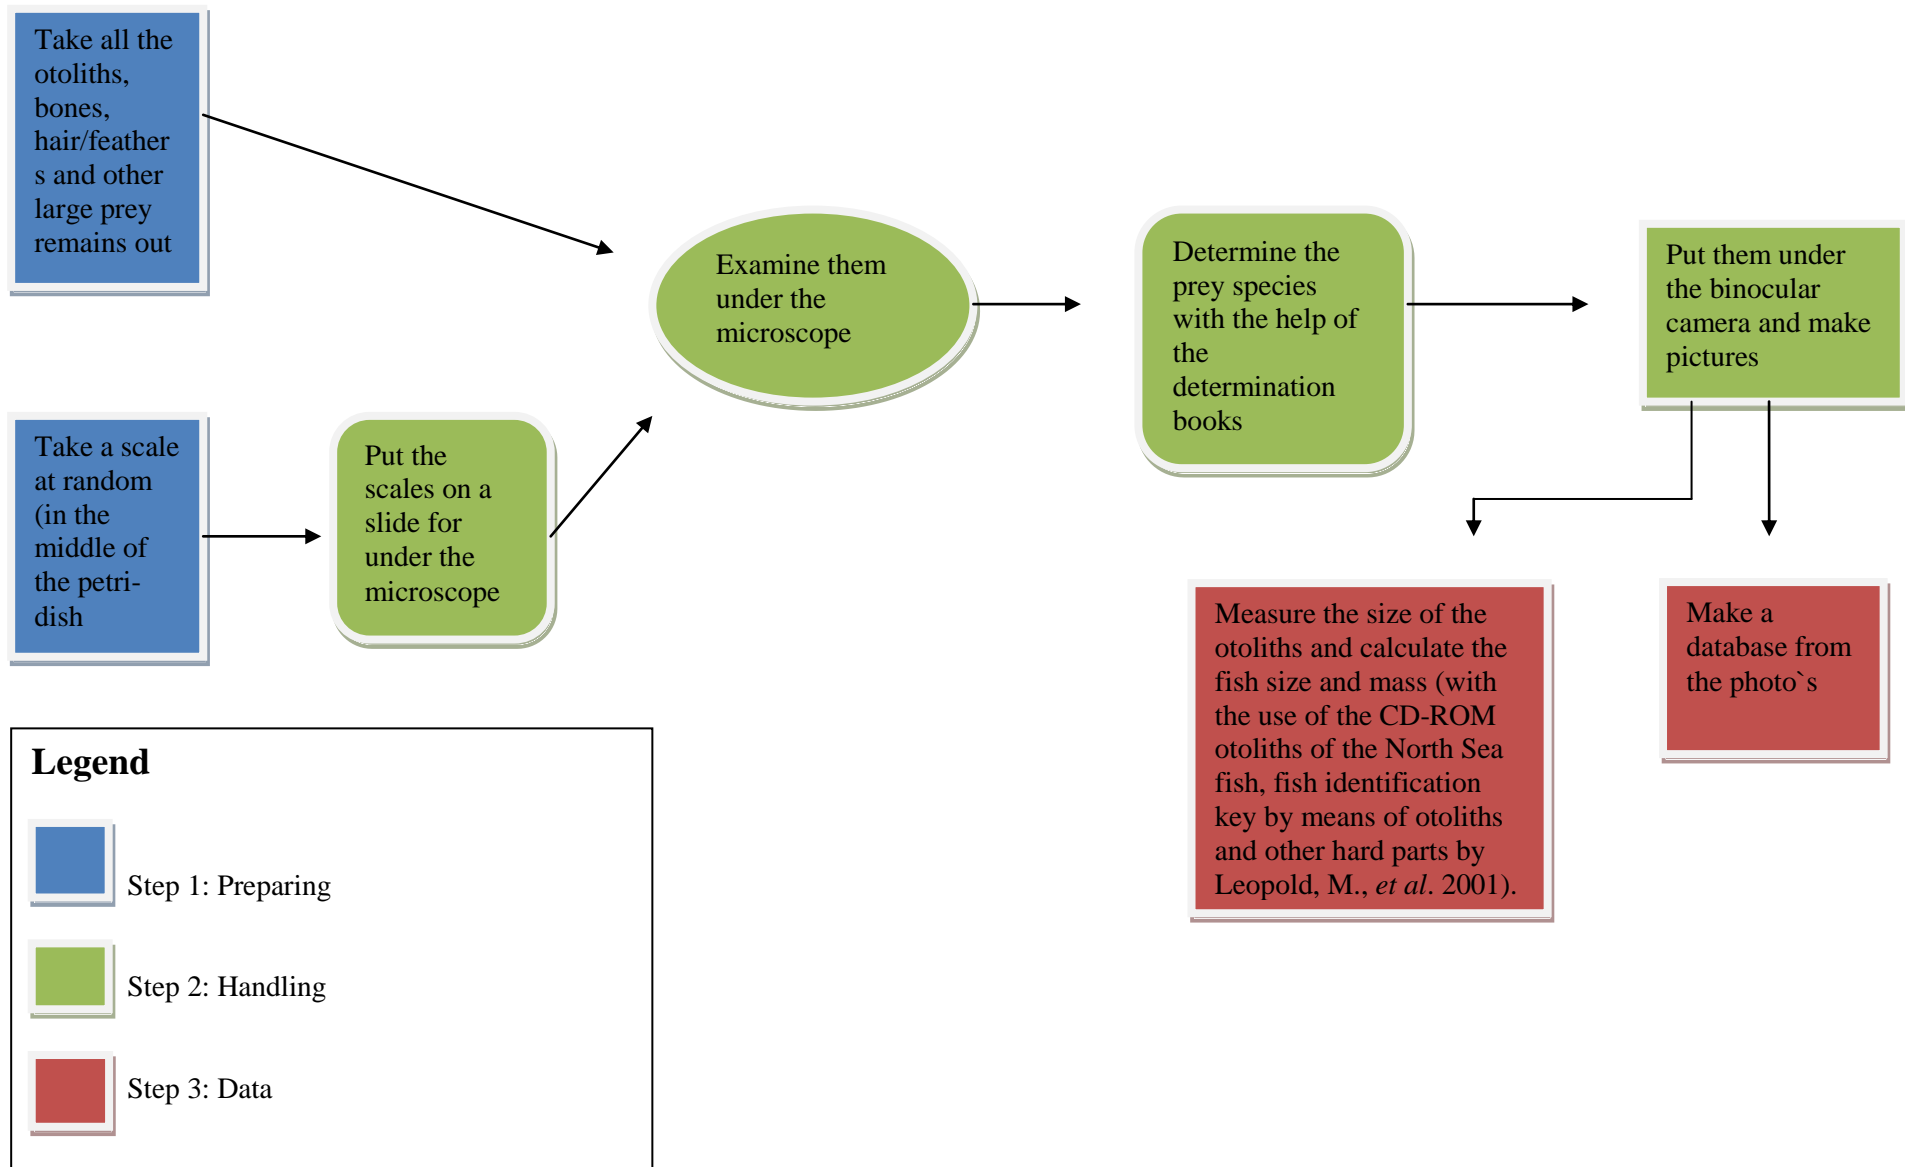 Take all the
otoliths,
bones,
hair/feather
s and other
large prey
remains out
Examine them
under the
microscope
Determine the
prey species
with the help of
the
determination
books
Put them under
the binocular
camera and make
pictures
Take a scale
at random
(in the
middle of
the petri-
dish
Put the
scales on a
slide for
under the
microscope
Measure the size of the
otoliths and calculate the
fish size and mass (with
the use of the CD-ROM
otoliths of the North Sea
fish, fish identification
key by means of otoliths
and other hard parts by
Leopold, M., et al. 2001).
Make a
database from
the photo`s
Legend
Step 1: Preparing
Step 2: Handling
Step 3: Data